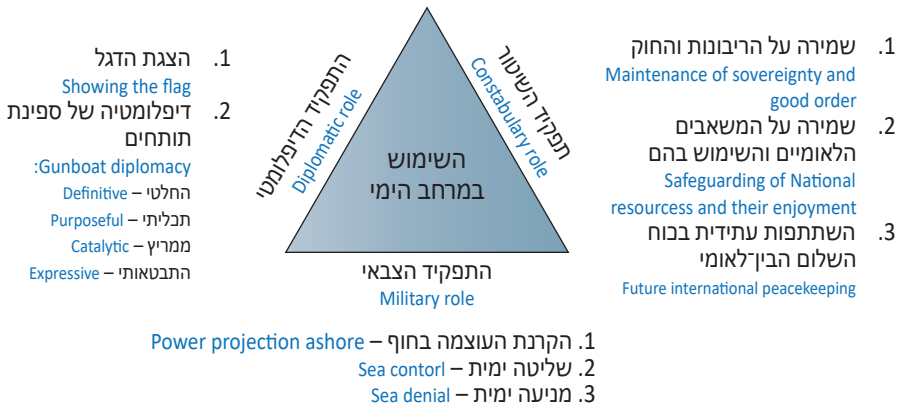 1. שמירה על הריבונות והחוק
Maintenance of sovereignty and
good order
2. שמירה על המשאבים
הלאומיים והשימוש בהם
Safeguarding of National
resourcess and their enjoyment
3. השתתפות עתידית בכוח
השלום הבין־לאומי
Future international peacekeeping
תפקיד השיטור
Constabulary role
השימוש
במרחב הימי
התפקיד הדיפלומטי
Diplomatic role
1. הצגת הדגל
Showing the flag
2. דיפלומטיה של ספינת
תותחים
Gunboat diplomacy:
החלטי – Definitive
תכליתי – Purposeful
ממריץ – Catalytic
התבטאותי – Expressive
התפקיד הצבאי
Military role
1. הקרנת העוצמה בחוף – Power projection ashore
2. שליטה ימית – Sea contorl
3. מניעה ימית – Sea denial